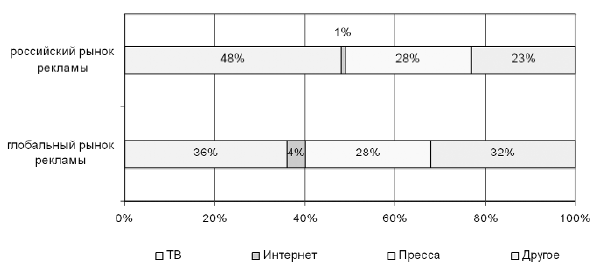 1%
российский рынок
рекламы
48% 28% 23%
глобальный рынок
рекламы
36% 4% 28% 32%
0% 20% 40% 60% 80% 100%
ТВ Интернет Пресса Другое